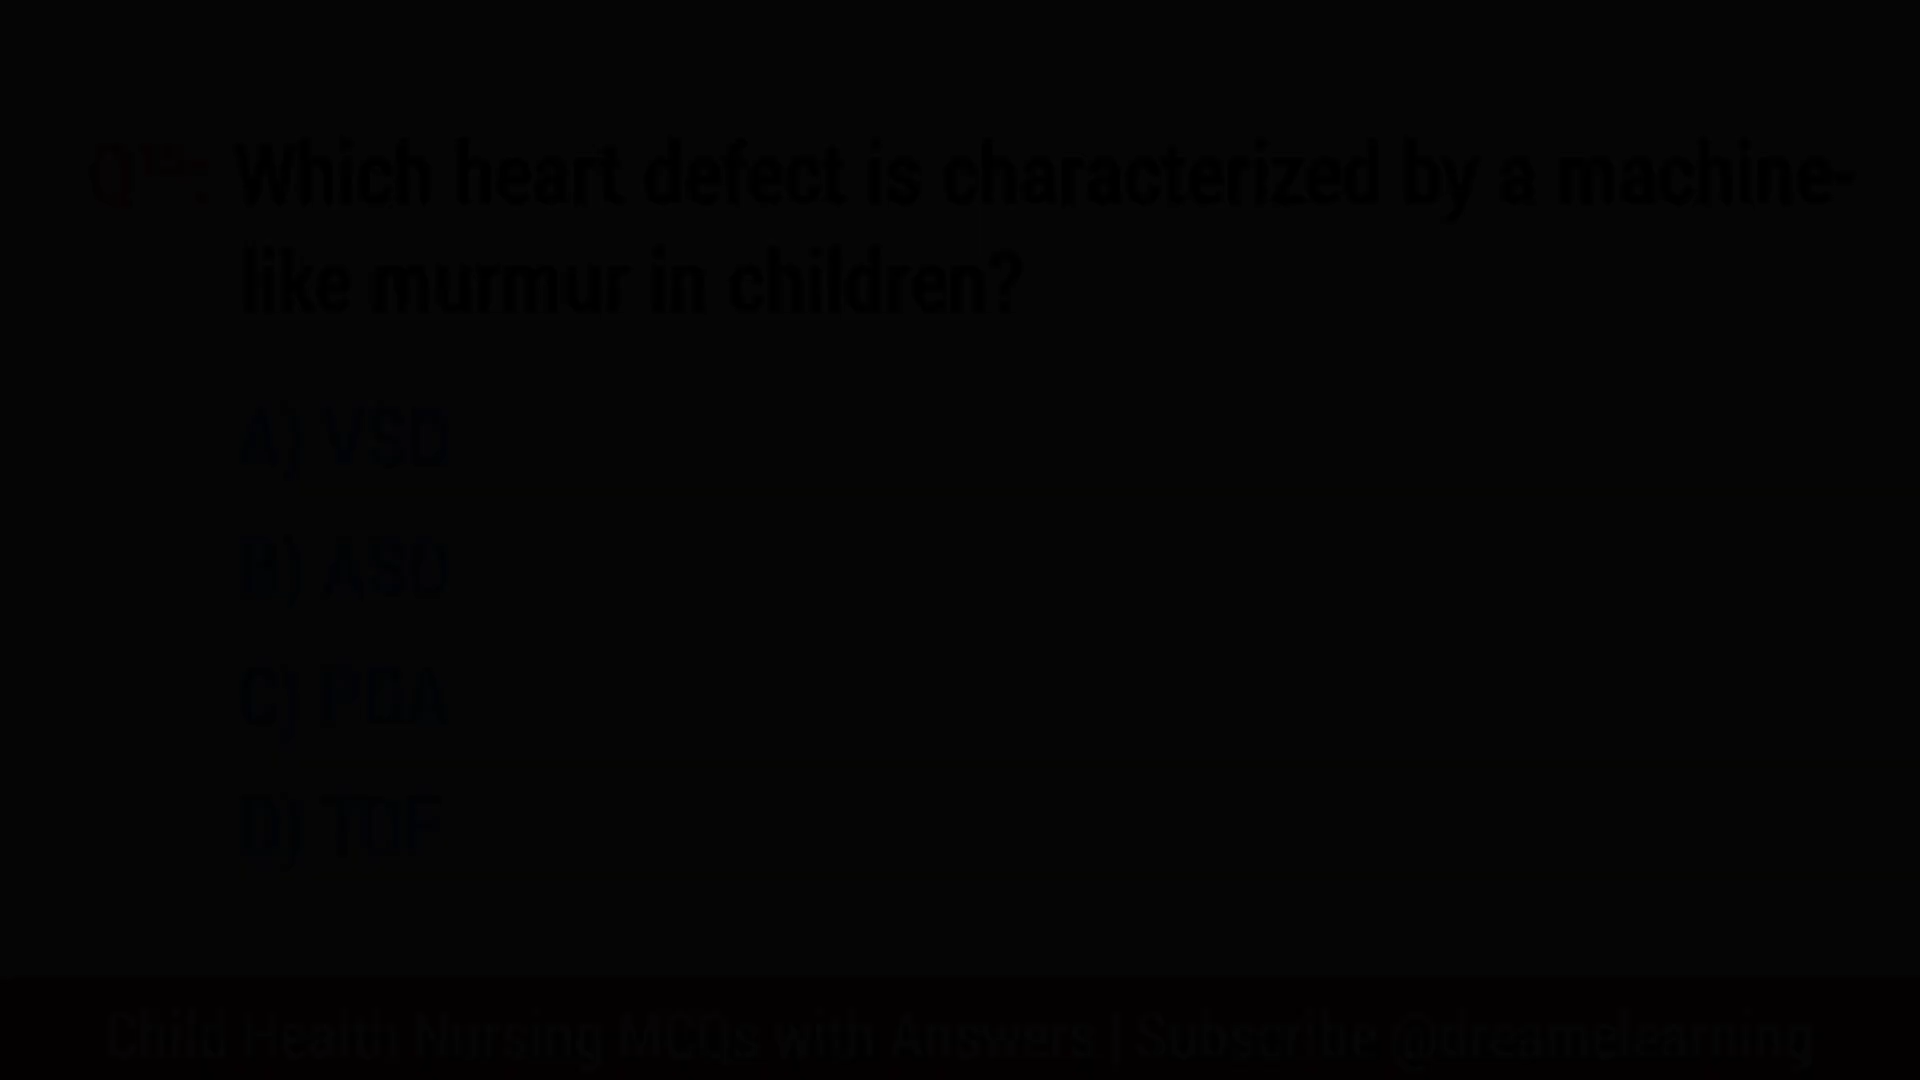 Which heart defect is characterized by a machine-
like murmur in children?
A) VSD
B) ASD
C) PDA
D) TOF
Child Health Nursing MCQs with Answers | Subscribe @dreamelearning